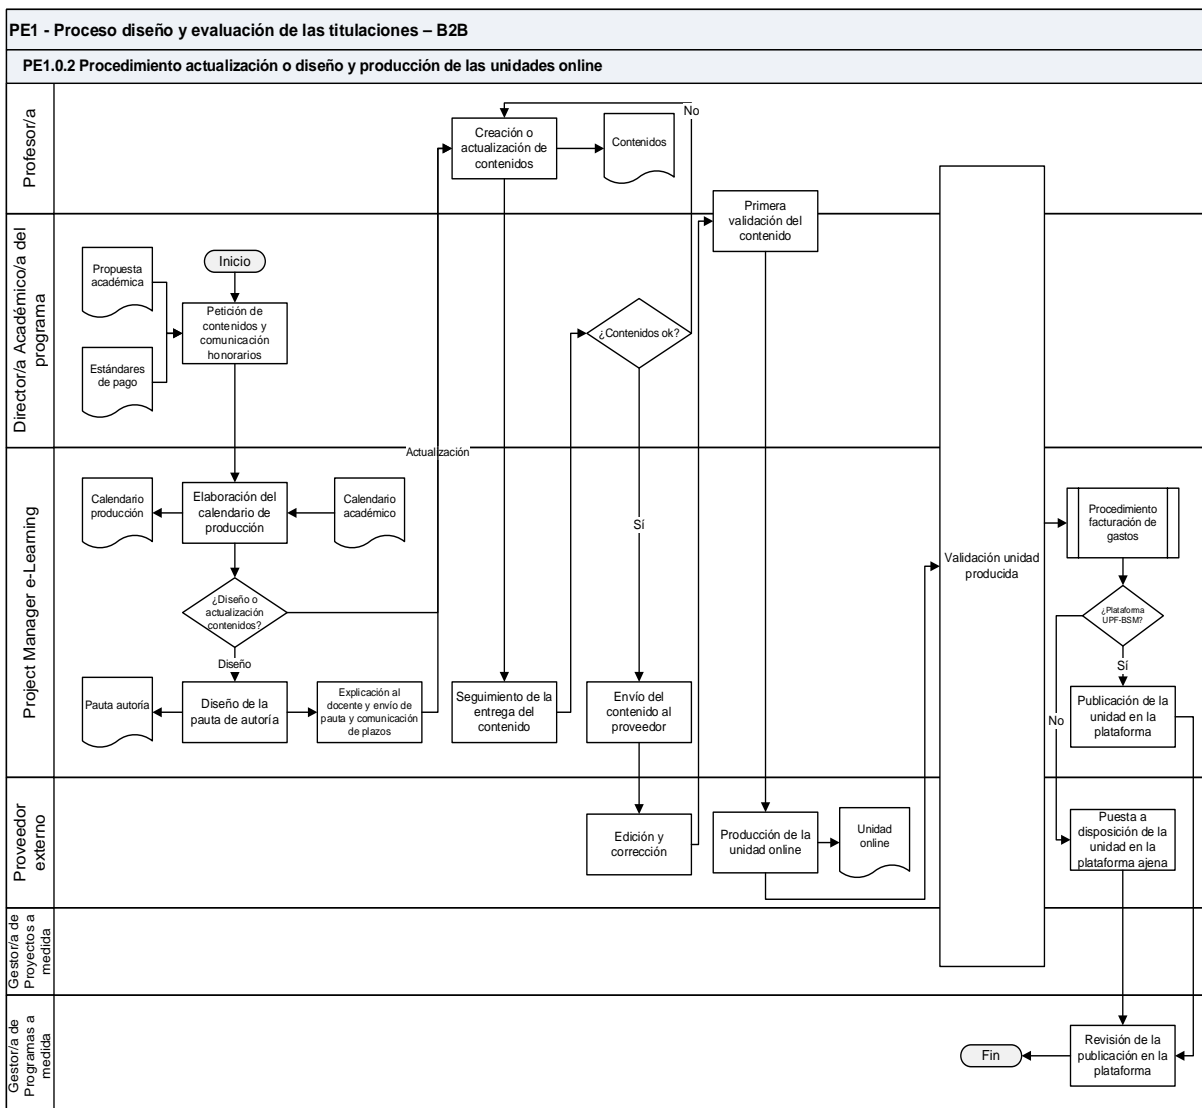 PE1 - Proceso diseño y evaluación de las titulaciones – B2B
PE1.0.2 Procedimiento actualización o diseño y producción de las unidades online
Profesor/a
Creación o
actualización de
contenidos
Contenidos
No
Primera
validación del
contenido
Director/a Académico/a del
programa
Propuesta
académica
Estándares
de pago
Inicio
Petición de
contenidos y
comunicación
honorarios
¿Contenidos ok?
Actualización
Sí
Project Manager e-Learning
Calendario
producción
Elaboración del
calendario de
producción
Calendario
académico
¿Diseño o
actualización
contenidos?
Diseño
Pauta autoría
Diseño de la
pauta de autoría
Explicación al
docente y envío de
pauta y comunicación
de plazos
Seguimiento de la
entrega del
contenido
Envío del
contenido al
proveedor
Validación unidad
producida
Procedimiento
facturación de
gastos
¿Plataforma
UPF-BSM?
Sí
No
Publicación de la
unidad en la
plataforma
Proveedor
externo
Edición y
corrección
Producción de la
unidad online
Unidad
online
Puesta a
disposición de la
unidad en la
plataforma ajena
Gestor/a de
Proyectos a
medida
Gestor/a de
Programas a
medida
Fin
Revisión de la
publicación en la
plataforma